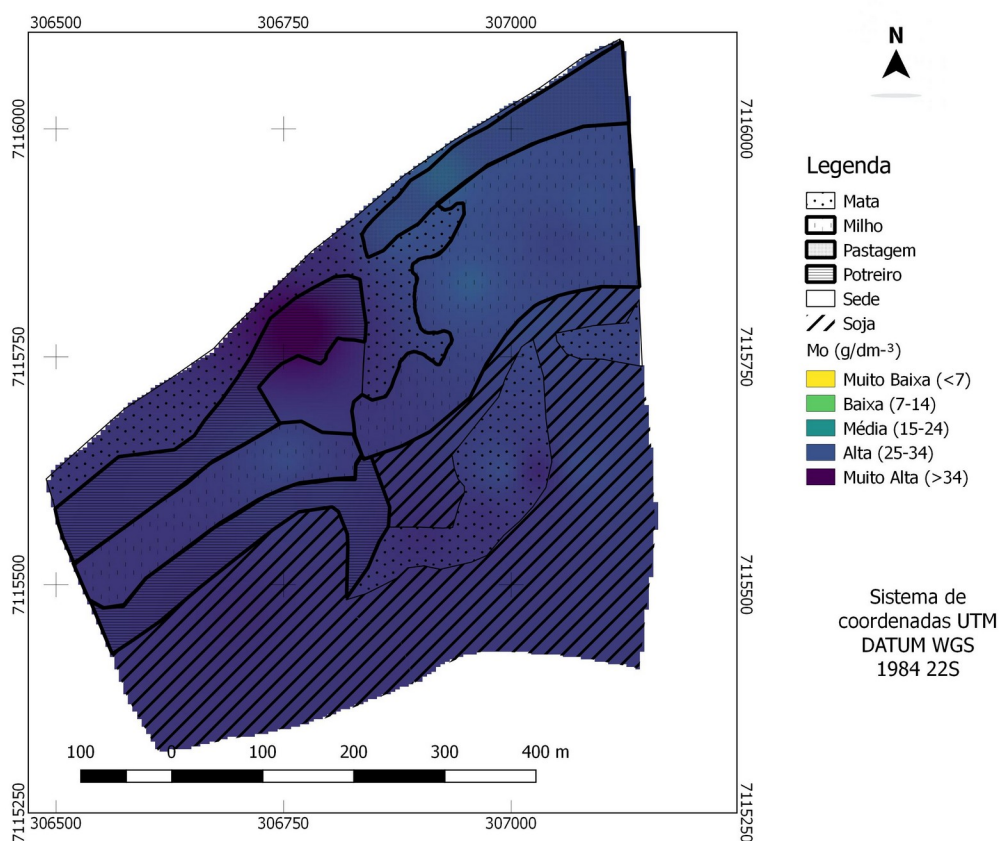 306500 306750 307000
7116000 7116000
7115750 7115750
7115500 7115500
7115250 7115250
306500 306750 307000
100 0 100 200 300 400 m
N
Legenda
Mata
Milho
Pastagem
Potreiro
Sede
Soja
Mo (g/dm-³)
Muito Baixa (<7)
Baixa (7-14)
Média (15-24)
Alta (25-34)
Muito Alta (>34)
Sistema de
coordenadas UTM
DATUM WGS
1984 22S